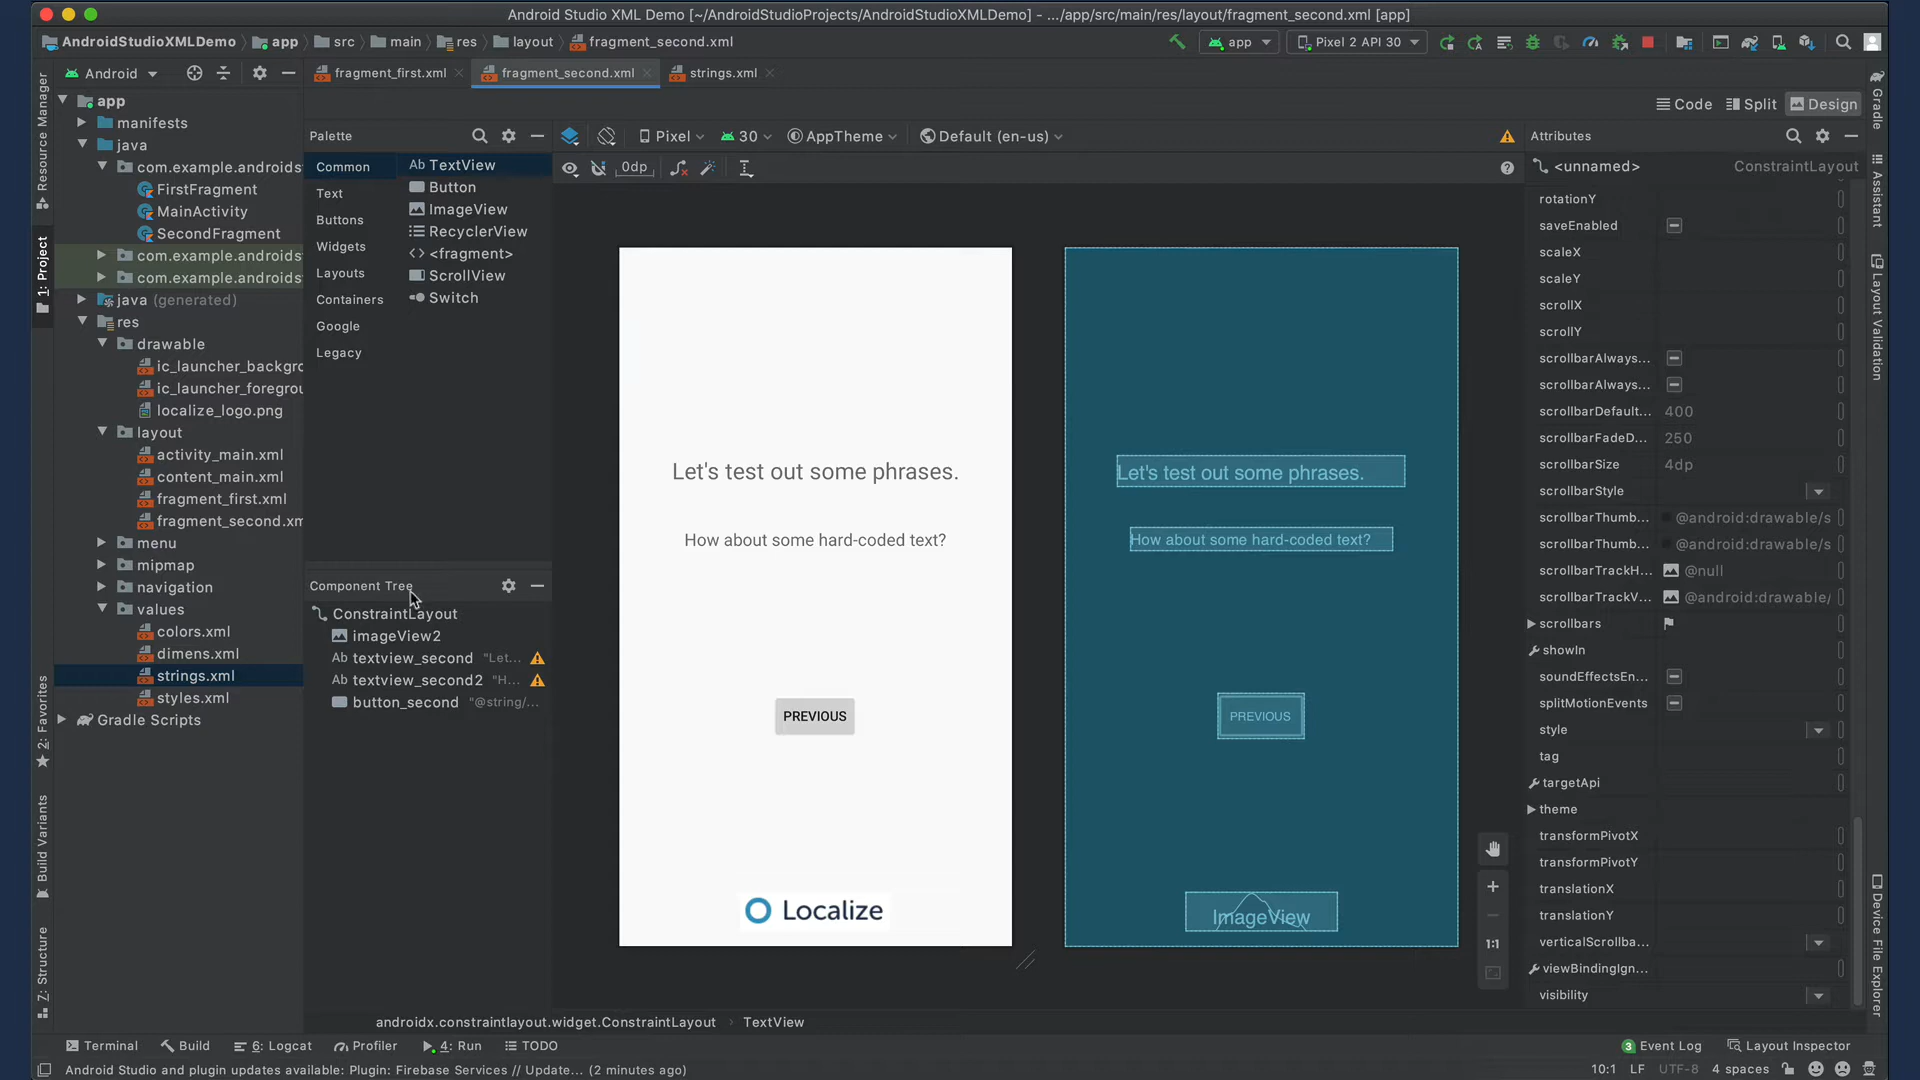 Android Studio XML Demo [~/AndroidStudioProjects/AndroidStudioXMLDemo] - .../app/src/main/res/layout/fragment_second.xml [app]
AndroidStudioXMLDemo app src main res layout fragment_second.xml
app Pixel 2 API 30
Android
fragment_first.xml fragment_second.xml strings.xml
Code Split Design
Resource Manager
1: Project
2: Favorites
Build Variants
7: Structure
app
manifests
java
com.example.androids
FirstFragment
MainActivity
SecondFragment
com.example.androids
com.example.androids
java (generated)
res
drawable
ic_launcher_backgro
ic_launcher_foregrou
localize_logo.png
layout
activity_main.xml
content_main.xml
fragment_first.xml
fragment_second.xm
menu
mipmap
navigation
values
colors.xml
dimens.xml
strings.xml
styles.xml
Gradle Scripts
Palette
Common
Text
Buttons
Widgets
Layouts
Containers
Google
Legacy
Ab TextView
Button
ImageView
RecyclerView
<fragment>
ScrollView
Switch
Component Tree
ConstraintLayout
imageView2
Ab textview_second "Let...
Ab textview_second2 "H...
button_second "@string/...
Pixel 30 AppTheme Default (en-us)
0dp
Let's test out some phrases.
How about some hard-coded text?
PREVIOUS
Localize
Let's test out some phrases.
How about some hard-coded text?
PREVIOUS
ImageView
1:1
Attributes
<unnamed> ConstraintLayout
rotationY
saveEnabled
scaleX
scaleY
scrollX
scrollY
scrollbarAlways...
scrollbarAlways...
scrollbarDefault... 400
scrollbarFadeD... 250
scrollbarSize 4dp
scrollbarStyle
scrollbarThumb... @android:drawable/s
scrollbarThumb... @android:drawable/s
scrollbarTrackH... @null
scrollbarTrackV... @android:drawable/
scrollbars
showIn
soundEffectsEn...
splitMotionEvents
style
tag
targetApi
theme
transformPivotX
transformPivotY
translationX
translationY
verticalScrollba...
viewBindingIgn...
visibility
Gradle
Assistant
Layout Validation
Device File Explorer
androidx.constraintlayout.widget.ConstraintLayout › TextView
Terminal Build 6: Logcat Profiler 4: Run TODO
3 Event Log Layout Inspector
Android Studio and plugin updates available: Plugin: Firebase Services // Update... (2 minutes ago)
10:1 LF UTF-8 4 spaces